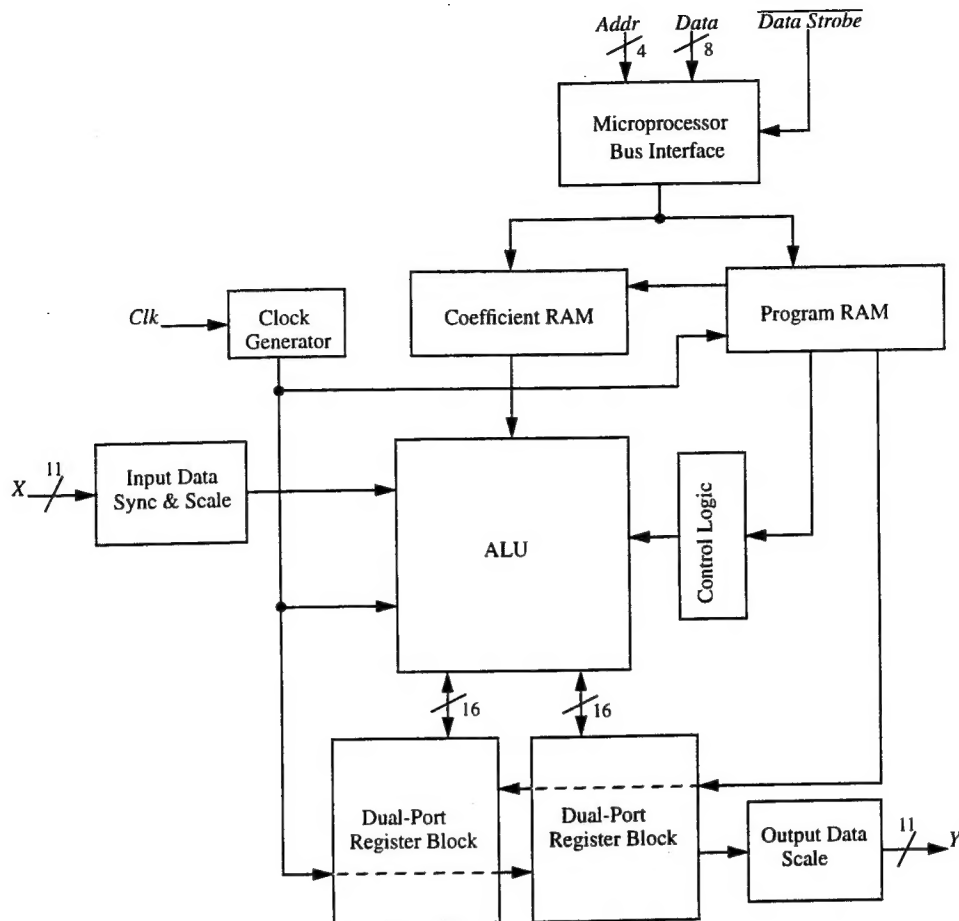 Addr
Data
Data Strobe
4
8
Microprocessor
Bus Interface
Coefficient RAM
Program RAM
Clk
Clock
Generator
X
11
Input Data
Sync & Scale
ALU
Control Logic
16
16
Dual-Port
Register Block
Dual-Port
Register Block
Output Data
Scale
11
Y